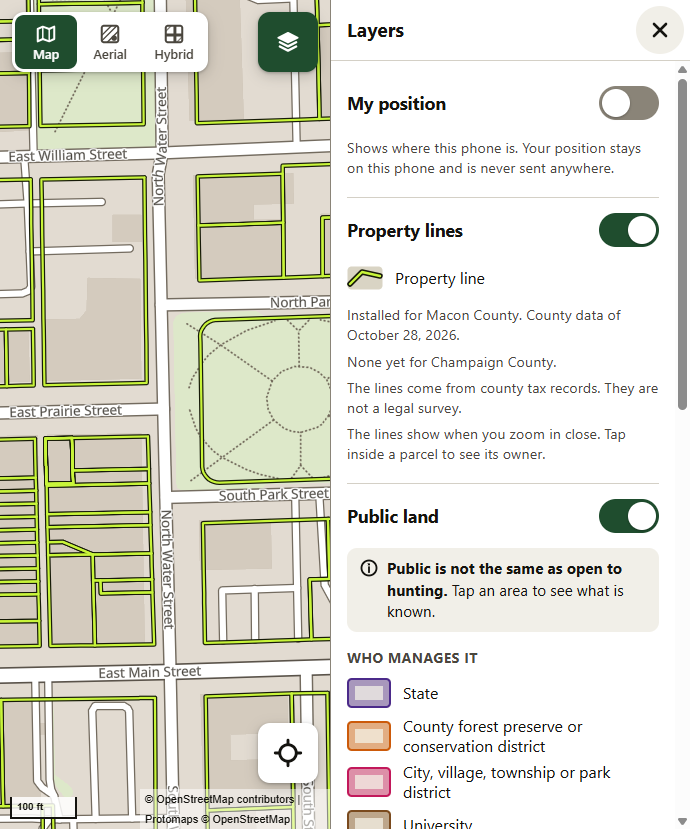 Map
Aerial
Hybrid
East William Street
North Water Street
North Par
East Prairie Street
South Park Street
North Water Street
East Main Street
100 ft
© OpenStreetMap contributors |
Protomaps © OpenStreetMap
Layers
My position
Shows where this phone is. Your position stays
on this phone and is never sent anywhere.
Property lines
Property line
Installed for Macon County. County data of
October 28, 2026.
None yet for Champaign County.
The lines come from county tax records. They are
not a legal survey.
The lines show when you zoom in close. Tap
inside a parcel to see its owner.
Public land
Public is not the same as open to
hunting. Tap an area to see what is
known.
WHO MANAGES IT
State
County forest preserve or
conservation district
City, village, township or park
district
University